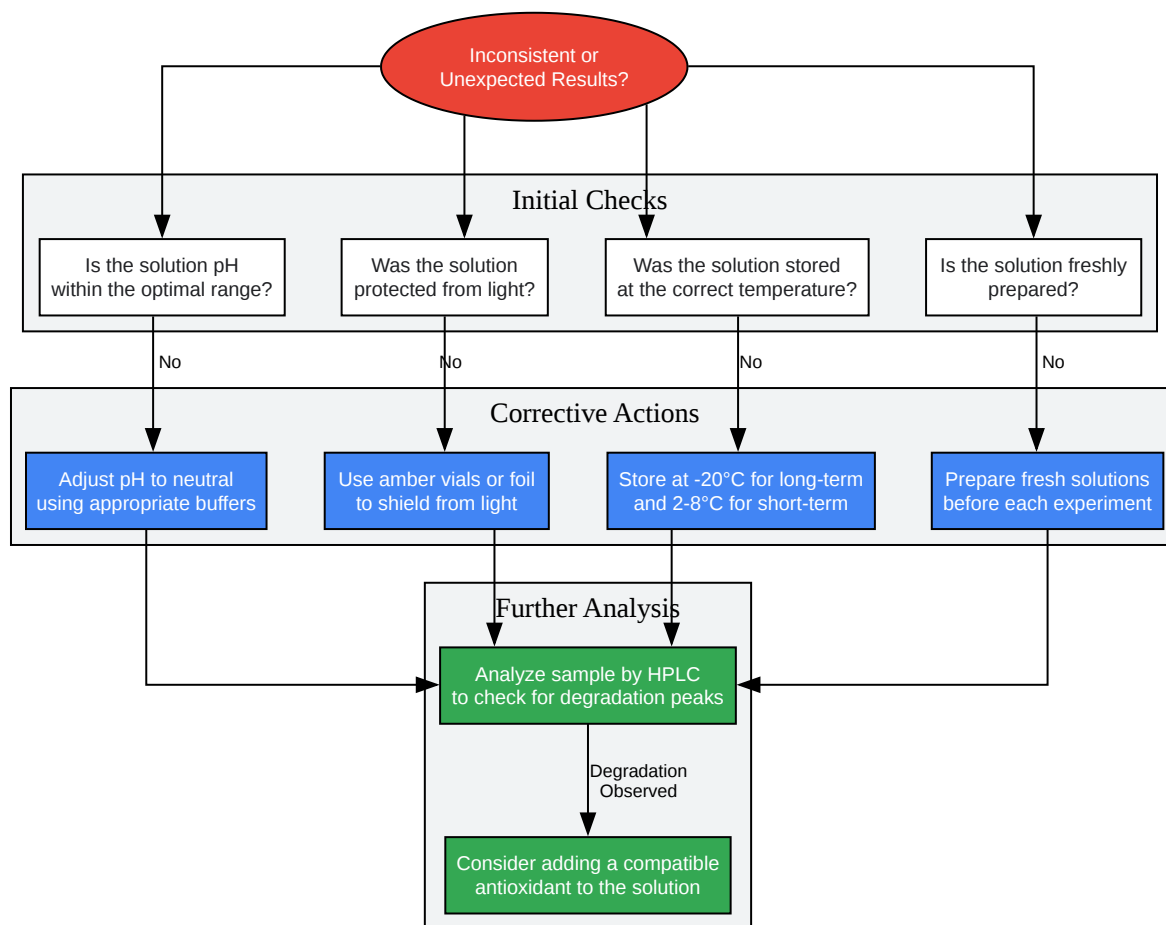 Inconsistent or
Unexpected Results?
Initial Checks
Is the solution pH
within the optimal range?
Was the solution
protected from light?
Was the solution stored
at the correct temperature?
Is the solution freshly
prepared?
No
No
No
No
Corrective Actions
Adjust pH to neutral
using appropriate buffers
Use amber vials or foil
to shield from light
Store at -20°C for long-term
and 2-8°C for short-term
Prepare fresh solutions
before each experiment
Further Analysis
Analyze sample by HPLC
to check for degradation peaks
Degradation
Observed
Consider adding a compatible
antioxidant to the solution